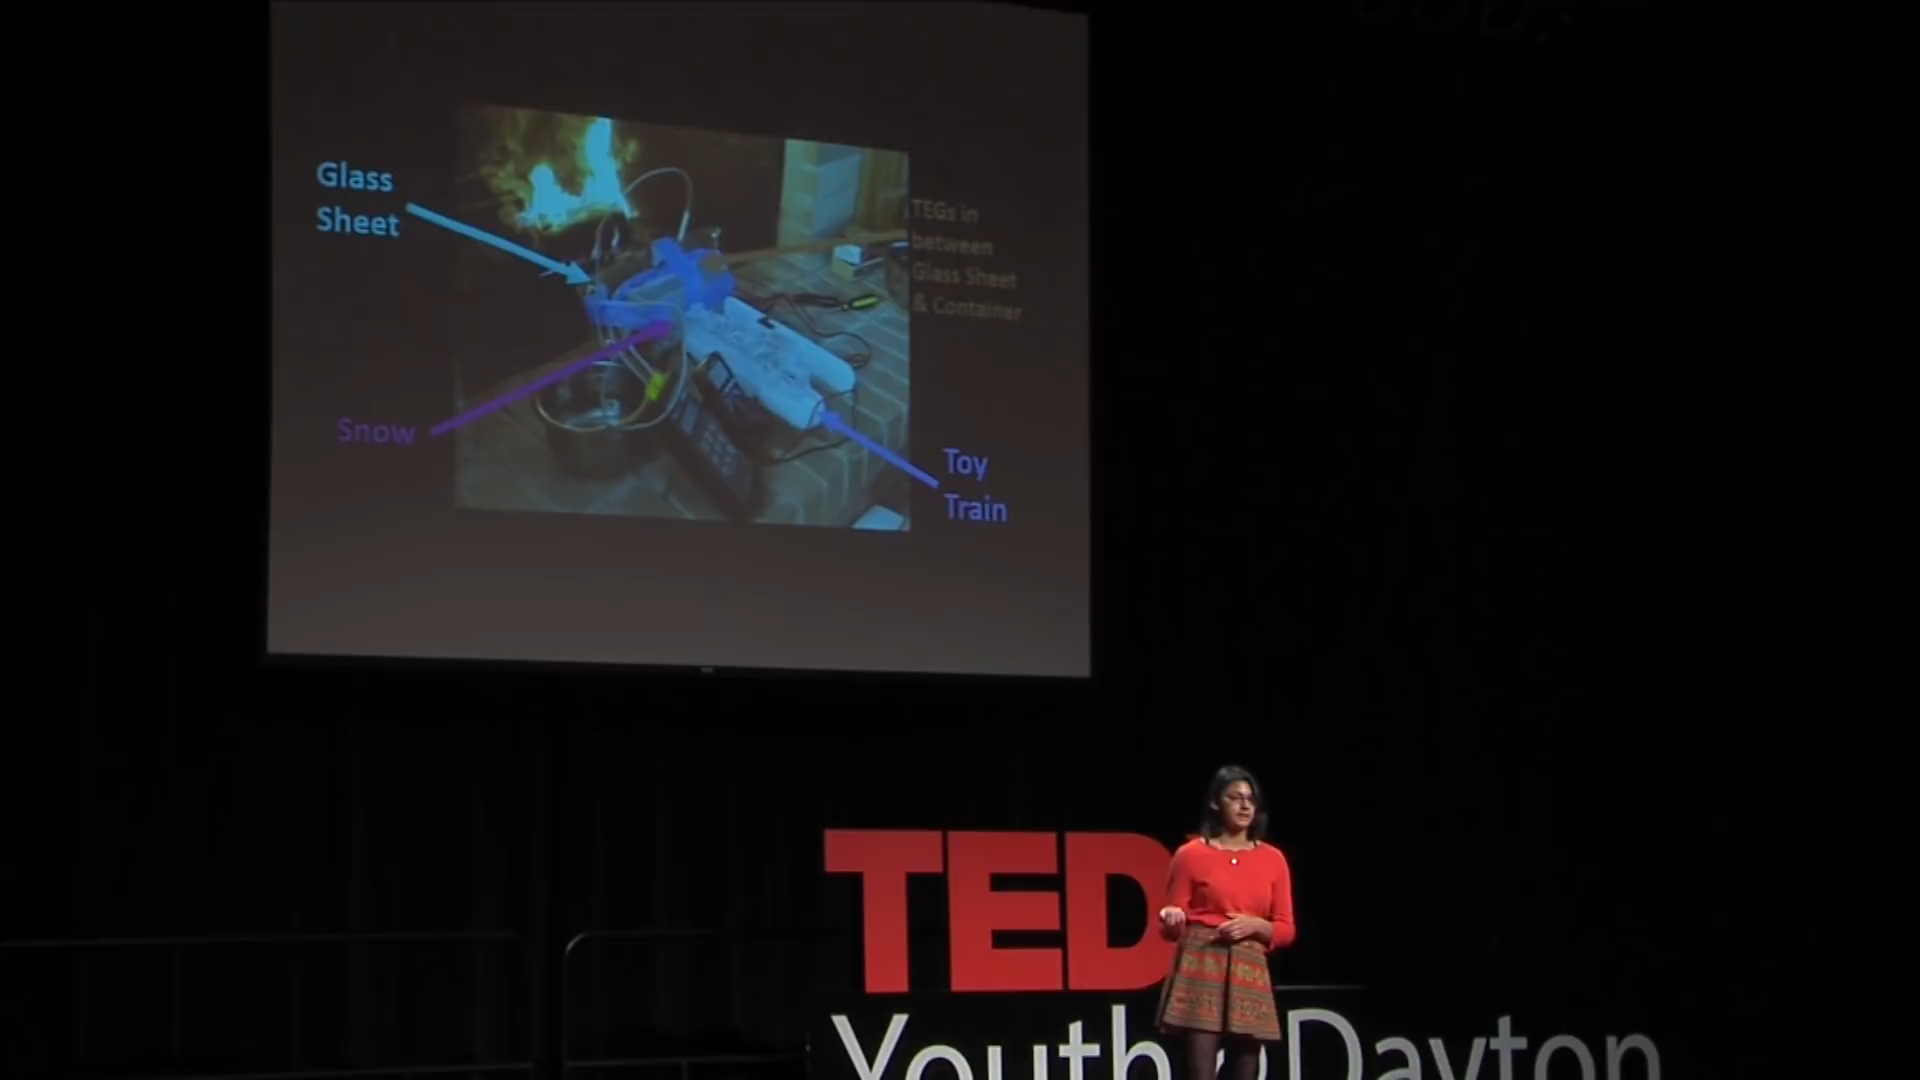 Glass
Sheet
TEGs in
between
Glass Sheet
& Container
Snow
Toy
Train
TED
Youth
Dayton